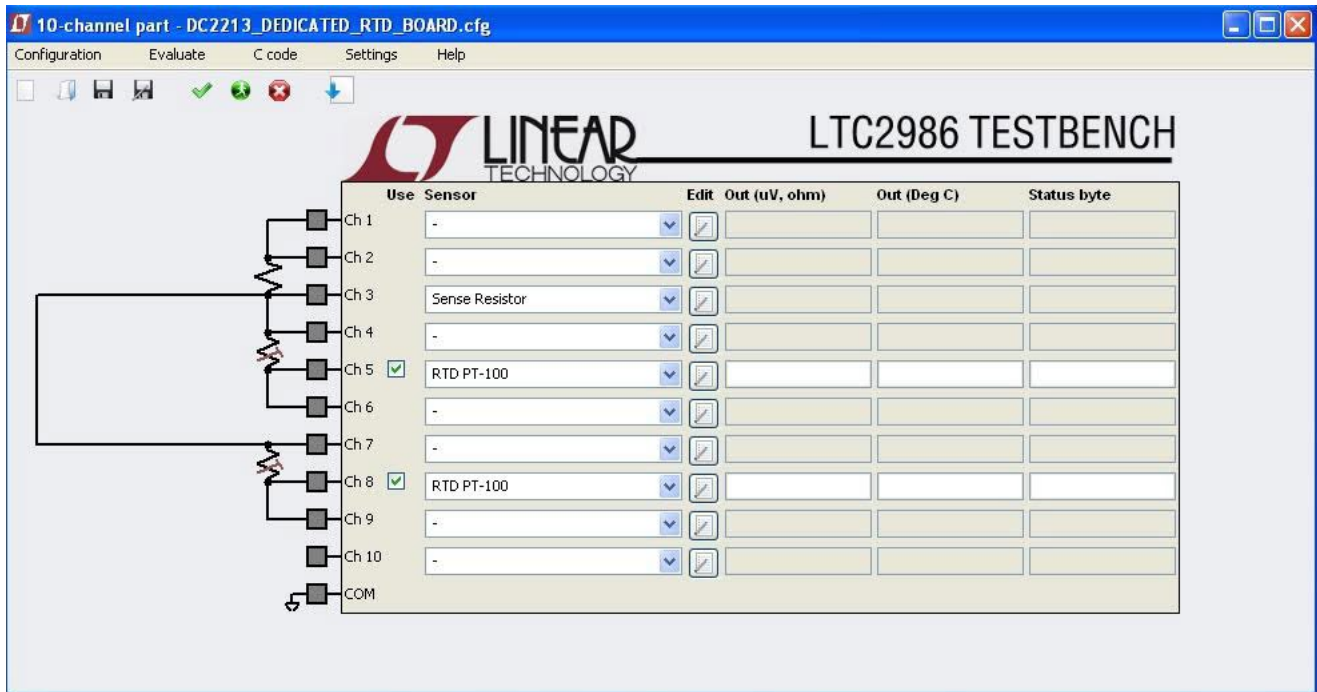 10-channel part - DC2213_DEDICATED_RTD_BOARD.cfg
Configuration Evaluate C code Settings Help
LINEAR TECHNOLOGY
LTC2986 TESTBENCH
Use Sensor Edit Out (uV, ohm) Out (Deg C) Status byte
Ch 1 -
Ch 2 -
Ch 3 Sense Resistor
Ch 4 -
Ch 5 RTD PT-100
Ch 6 -
Ch 7 -
Ch 8 RTD PT-100
Ch 9 -
Ch 10 -
COM